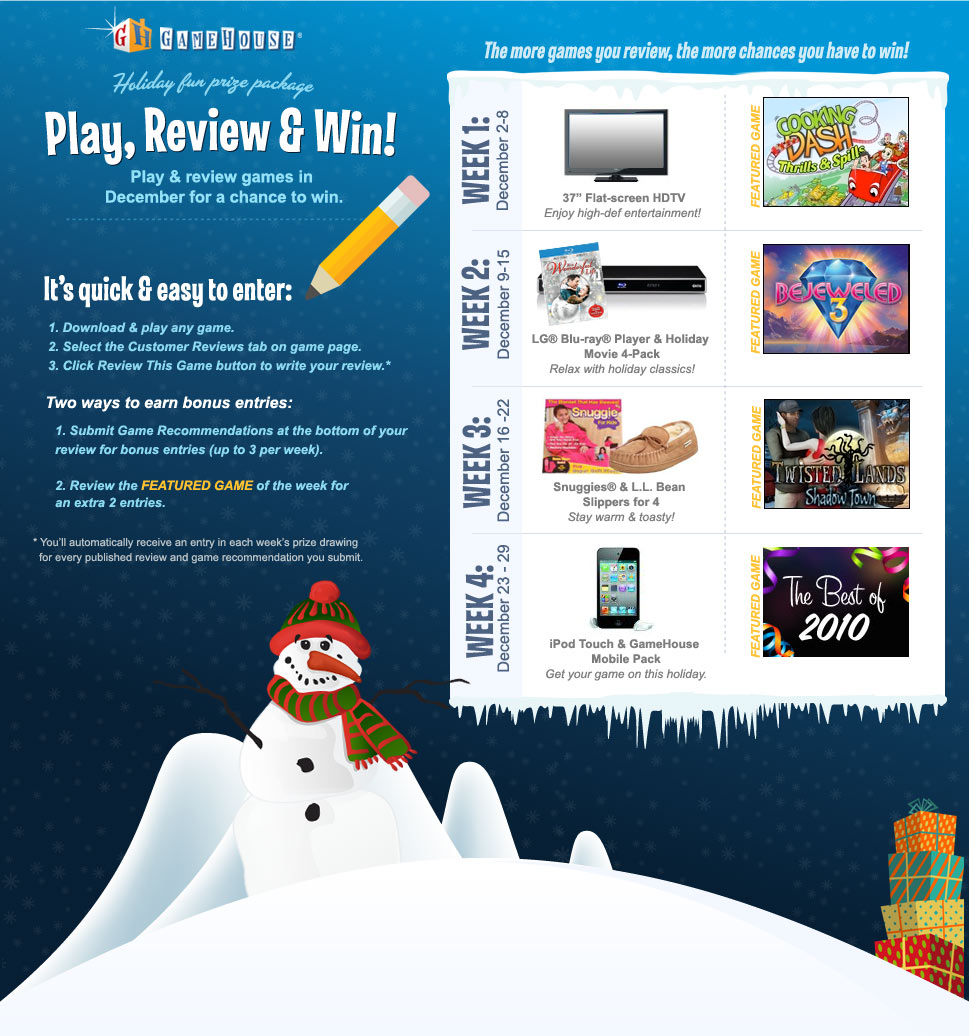 GH GAMEHOUSE®
Holiday fun prize package
Play, Review & Win!
Play & review games in
December for a chance to win.
It's quick & easy to enter:
1. Download & play any game.
2. Select the Customer Reviews tab on game page.
3. Click Review This Game button to write your review.*
Two ways to earn bonus entries:
1. Submit Game Recommendations at the bottom of your
review for bonus entries (up to 3 per week).
2. Review the FEATURED GAME of the week for
an extra 2 entries.
* You'll automatically receive an entry in each week's prize drawing
for every published review and game recommendation you submit.
The more games you review, the more chances you have to win!
WEEK 1:
December 2-8
37” Flat-screen HDTV
Enjoy high-def entertainment!
FEATURED GAME
COOKING
DASH 3
Thrills & Spills
WEEK 2:
December 9-15
Wonderful
LG® Blu-ray® Player & Holiday
Movie 4-Pack
Relax with holiday classics!
FEATURED GAME
BEJEWELED
3
WEEK 3:
December 16 -22
Snuggie
for Kids
Snuggies® & L.L. Bean
Slippers for 4
Stay warm & toasty!
FEATURED GAME
TWISTED LANDS
Shadow Town
WEEK 4:
December 23 - 29
iPod Touch & GameHouse
Mobile Pack
Get your game on this holiday.
FEATURED GAME
The Best of
2010